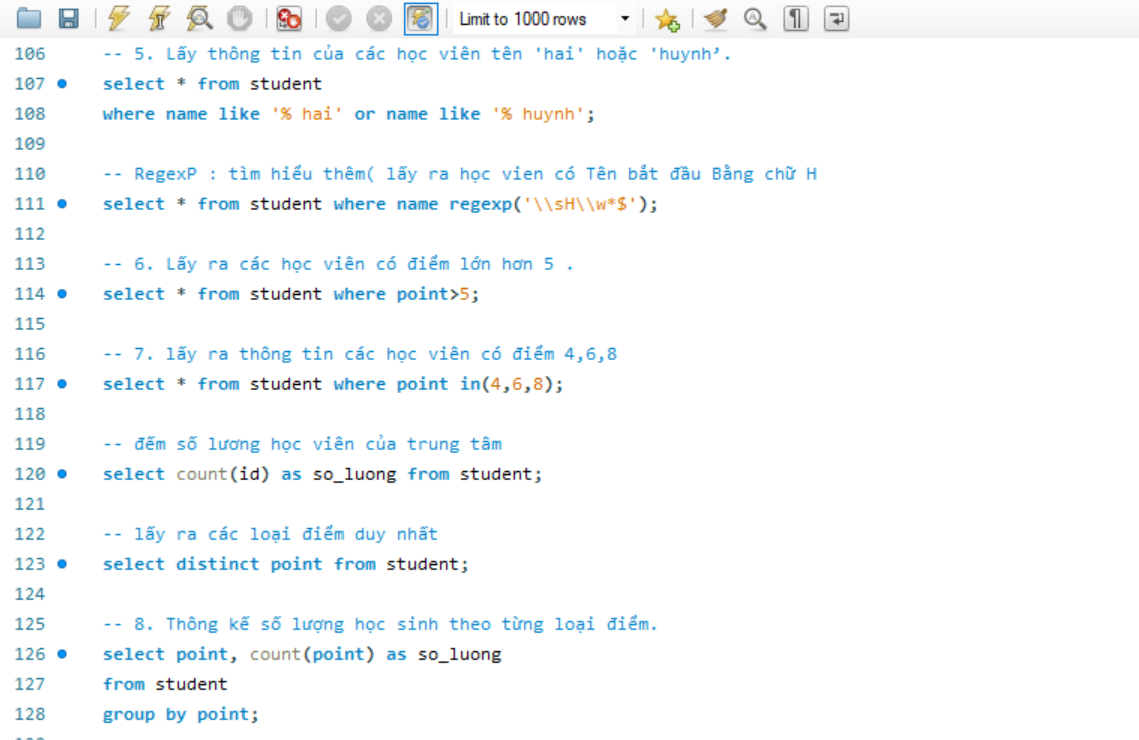 Limit to 1000 rows
106 -- 5. Lấy thông tin của các học viên tên 'hai' hoặc 'huynh’.
107 select * from student
108 where name like '% hai' or name like '% huynh';
109
110 -- RegexP : tìm hiểu thêm( lấy ra học vien có Tên bắt đầu Bằng chữ H
111 select * from student where name regexp('\\sH\\w*$');
112
113 -- 6. Lấy ra các học viên có điểm lớn hơn 5 .
114 select * from student where point>5;
115
116 -- 7. lấy ra thông tin các học viên có điểm 4,6,8
117 select * from student where point in(4,6,8);
118
119 -- đếm số lương học viên của trung tâm
120 select count(id) as so_luong from student;
121
122 -- lấy ra các loại điểm duy nhất
123 select distinct point from student;
124
125 -- 8. Thông kế số lượng học sinh theo từng loại điểm.
126 select point, count(point) as so_luong
127 from student
128 group by point;